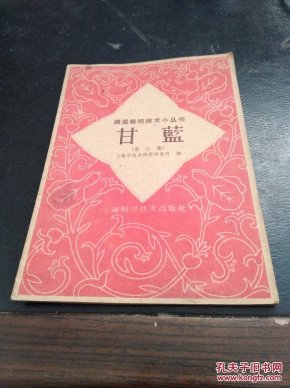 蔬菜栽培技术小丛书
甘藍
(卷心菜)
上海市农业科学研究所 編
上海科学技术出版社
孔夫子旧书网